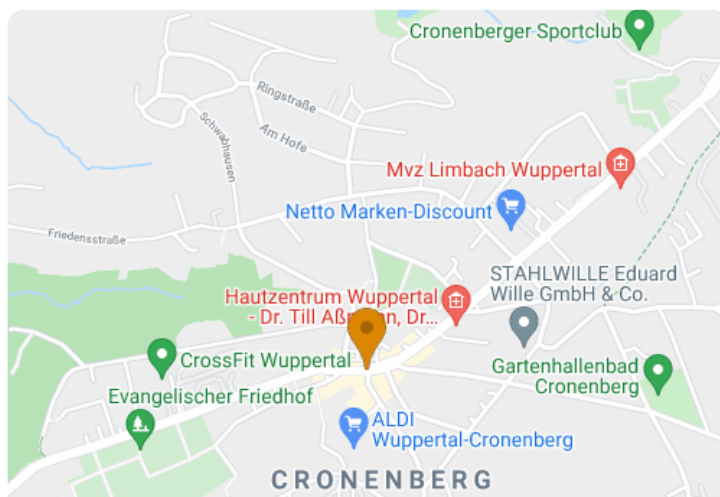 Cronenberger Sportclub
Ringstraße
Schwabhausen
Am Hofe
Mvz Limbach Wuppertal
Netto Marken-Discount
Friedensstraße
STAHLWILLE Eduard
Wille GmbH & Co.
Hautzentrum Wuppertal
- Dr. Till Dr...
CrossFit Wuppertal
Gartenhallenbad
Cronenberg
Evangelischer Friedhof
ALDI
Wuppertal-Cronenberg
CRONENBERG